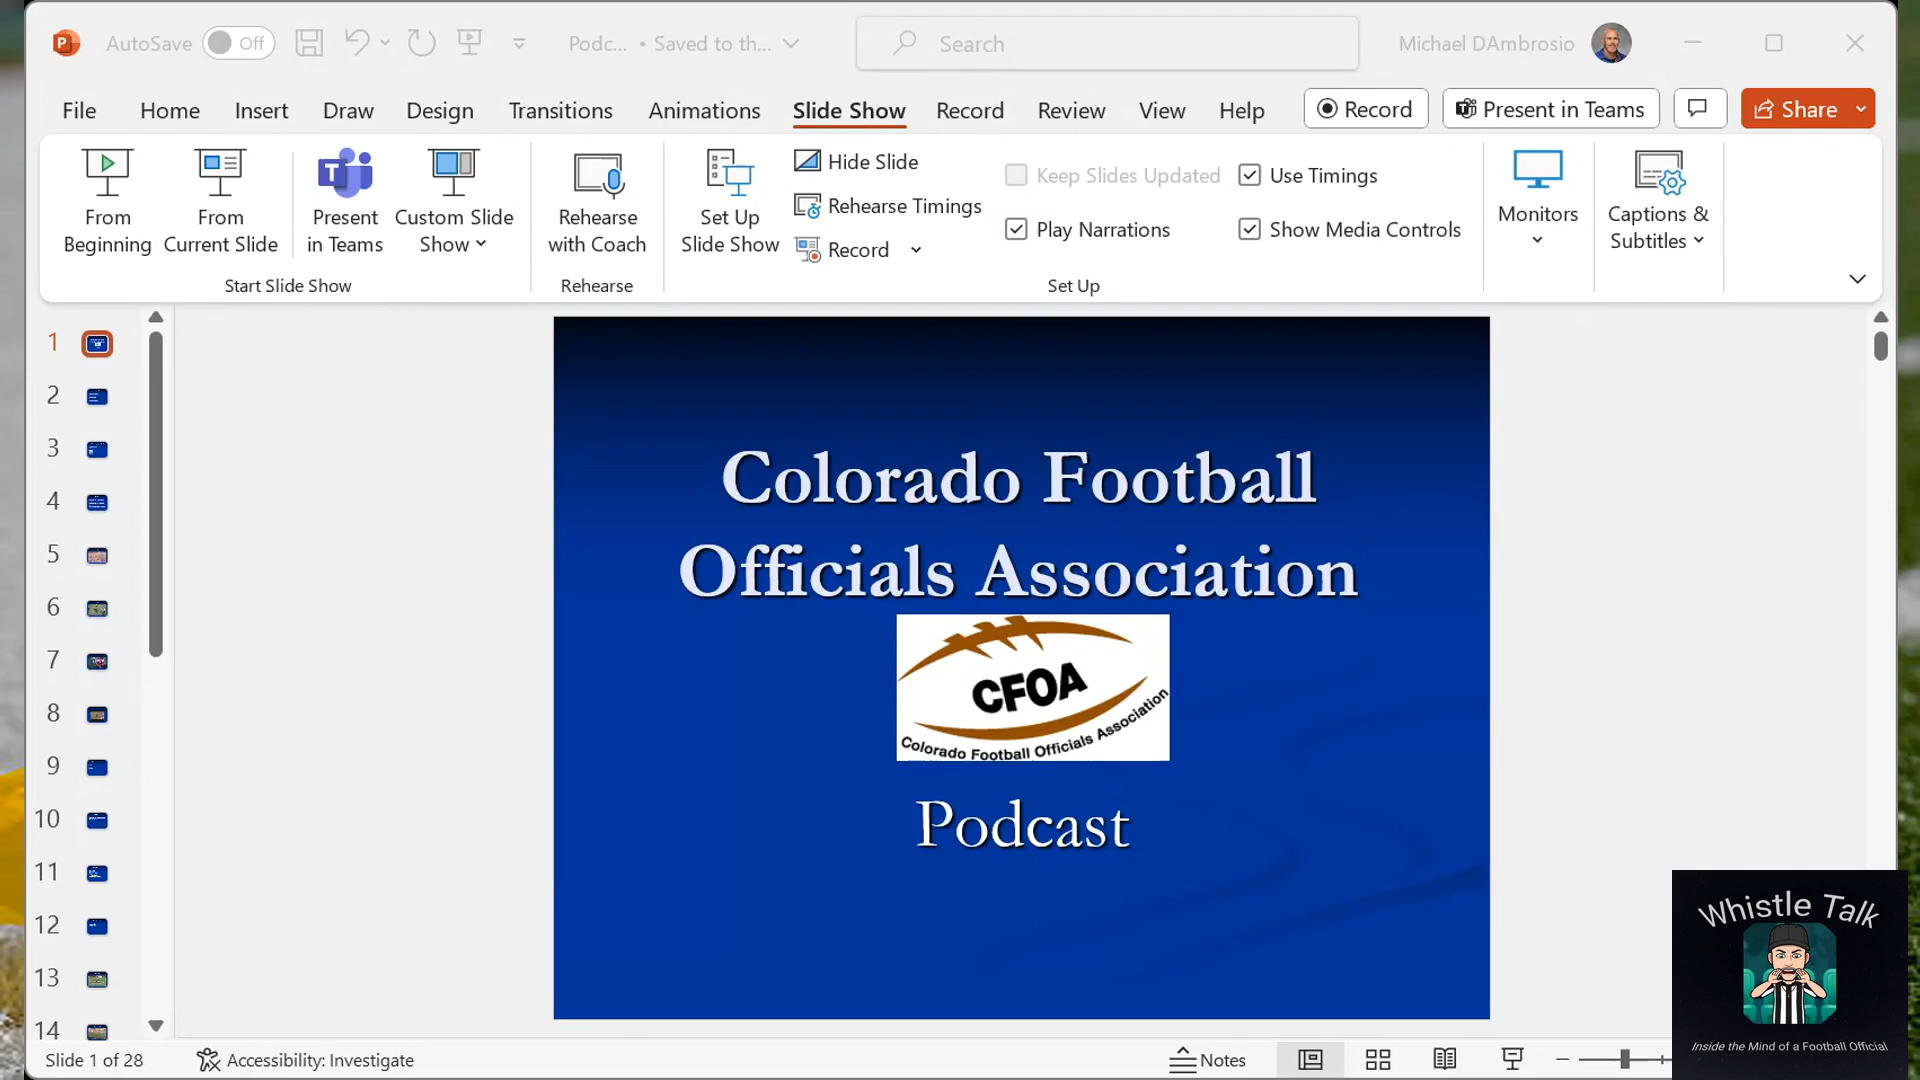 AutoSave Off Podc... • Saved to th... Search Michael DAmbrosio
File Home Insert Draw Design Transitions Animations Slide Show Record Review View Help Record Present in Teams Share
From Beginning
From Current Slide
Present in Teams
Custom Slide Show
Start Slide Show
Rehearse with Coach
Rehearse
Set Up Slide Show
Hide Slide
Rehearse Timings
Record
Keep Slides Updated
Play Narrations
Use Timings
Show Media Controls
Set Up
Monitors
Captions & Subtitles
1
2
3
4
5
6
7
8
9
10
11
12
13
14
Colorado Football
Officials Association
CFOA
Colorado Football Officials Association
Podcast
Whistle Talk
Inside the Mind of a Football Official
Slide 1 of 28 Accessibility: Investigate Notes